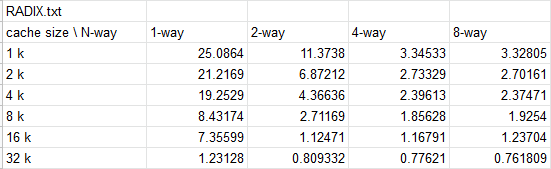 RADIX.txt
cache size \ N-way 1-way 2-way 4-way 8-way
1 k 25.0864 11.3738 3.34533 3.32805
2 k 21.2169 6.87212 2.73329 2.70161
4 k 19.2529 4.36636 2.39613 2.37471
8 k 8.43174 2.71169 1.85628 1.9254
16 k 7.35599 1.12471 1.16791 1.23704
32 k 1.23128 0.809332 0.77621 0.761809